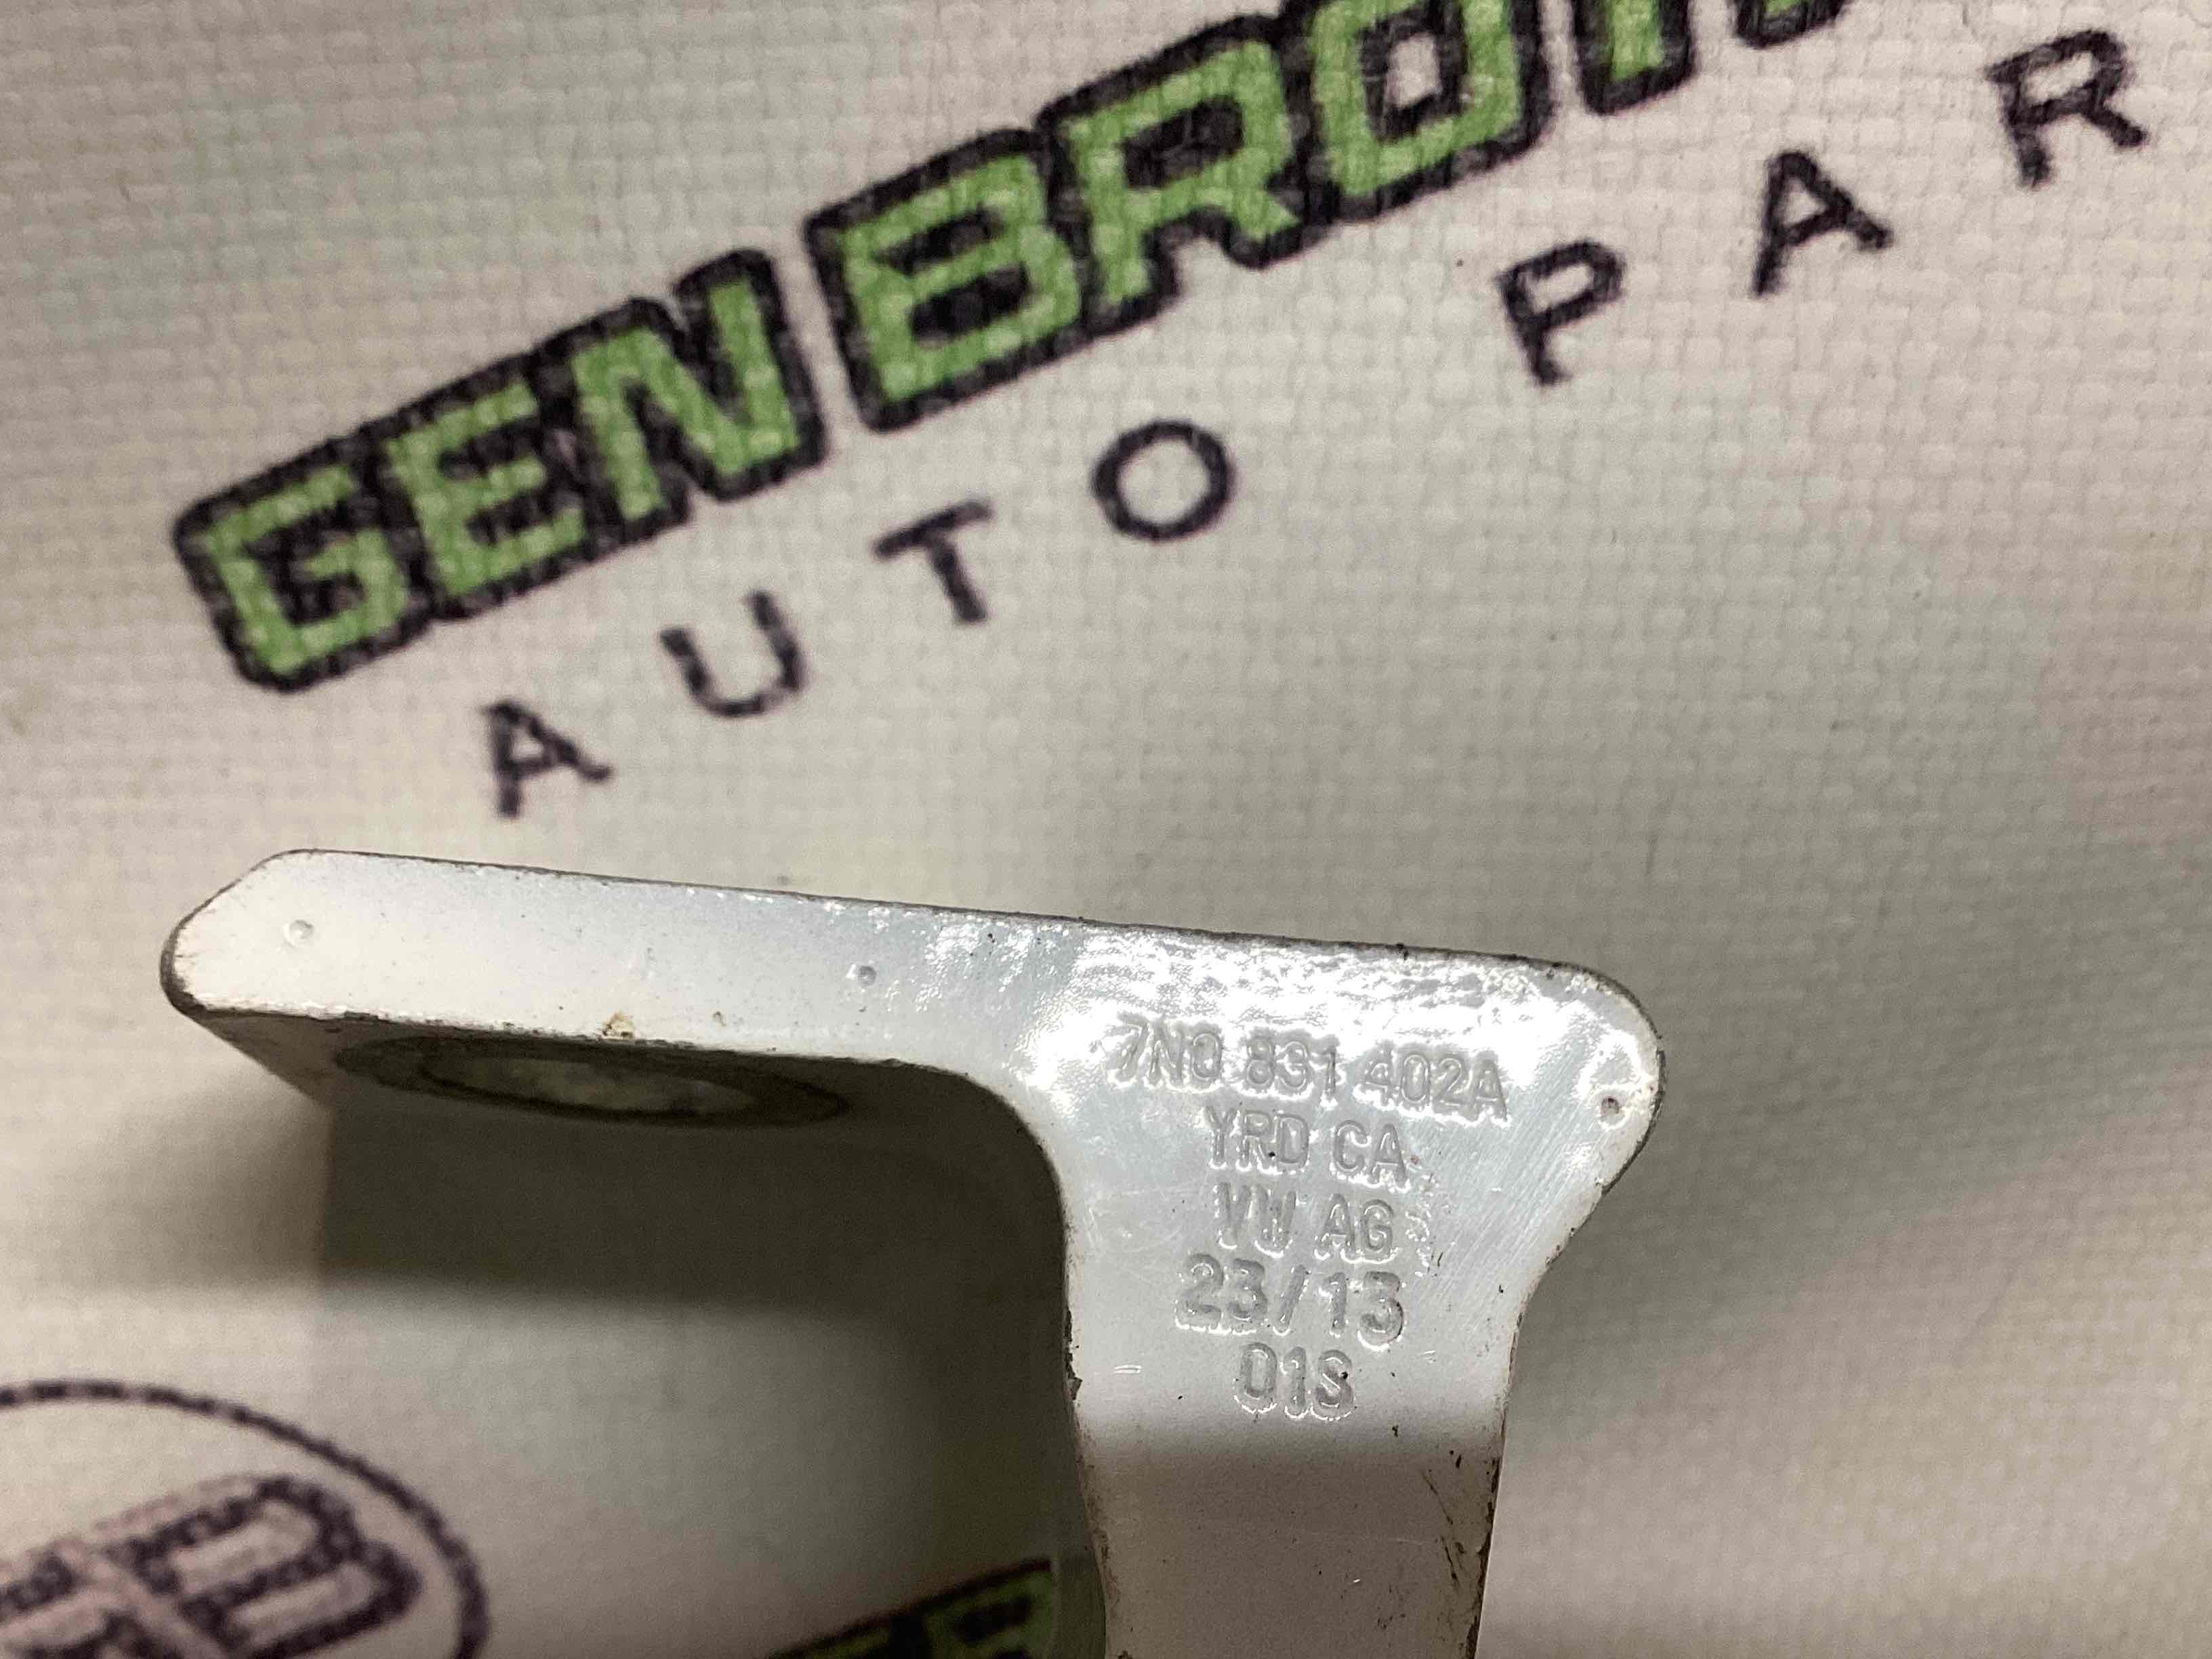 GEN BRO
AUTO PAR
7N0 831 402A
YRD CA
VW AG
23/13
01S